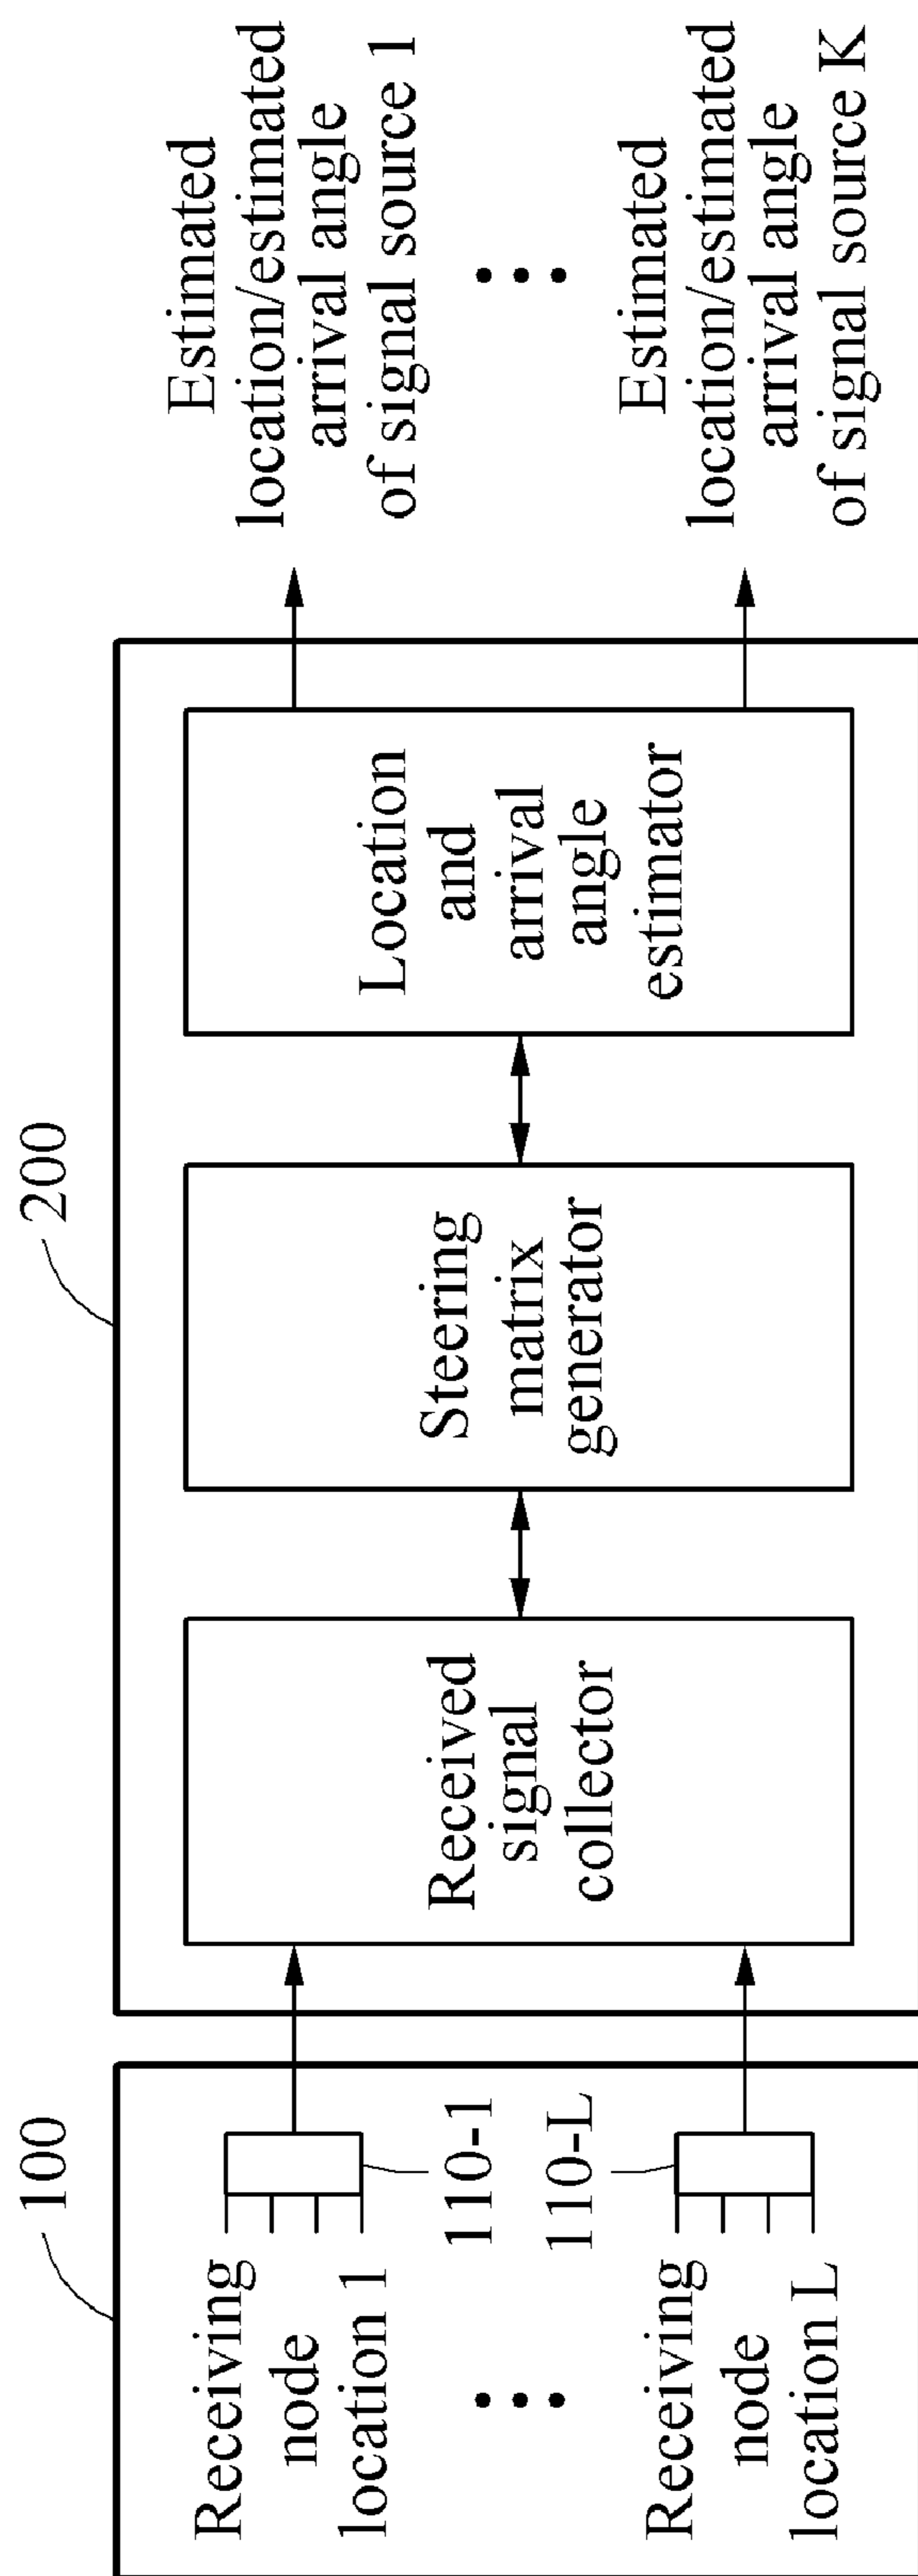 100
Receiving
node
location 1
110-1
110-L
Receiving
node
location L
200
Received
signal
collector
Steering
matrix
generator
Location
and
arrival
angle
estimator
Estimated
location/estimated
arrival angle
of signal source 1
Estimated
location/estimated
arrival angle
of signal source K